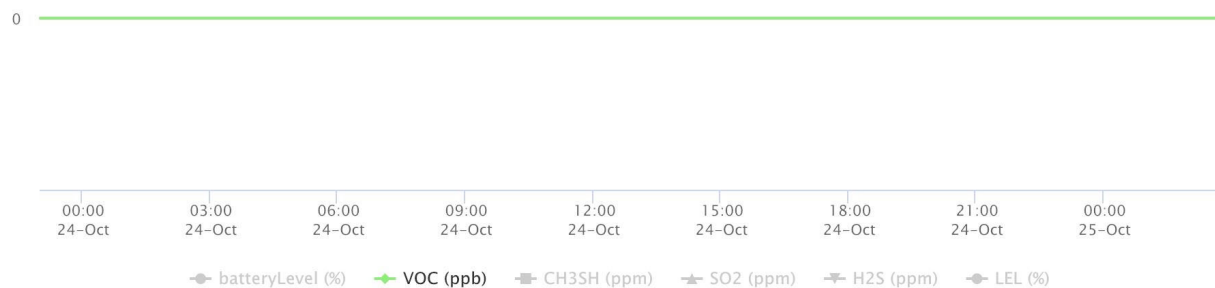 0
00:00 03:00 06:00 09:00 12:00 15:00 18:00 21:00 00:00
24-Oct 24-Oct 24-Oct 24-Oct 24-Oct 24-Oct 24-Oct 24-Oct 25-Oct
batteryLevel (%) VOC (ppb) CH3SH (ppm) SO2 (ppm) H2S (ppm) LEL (%)